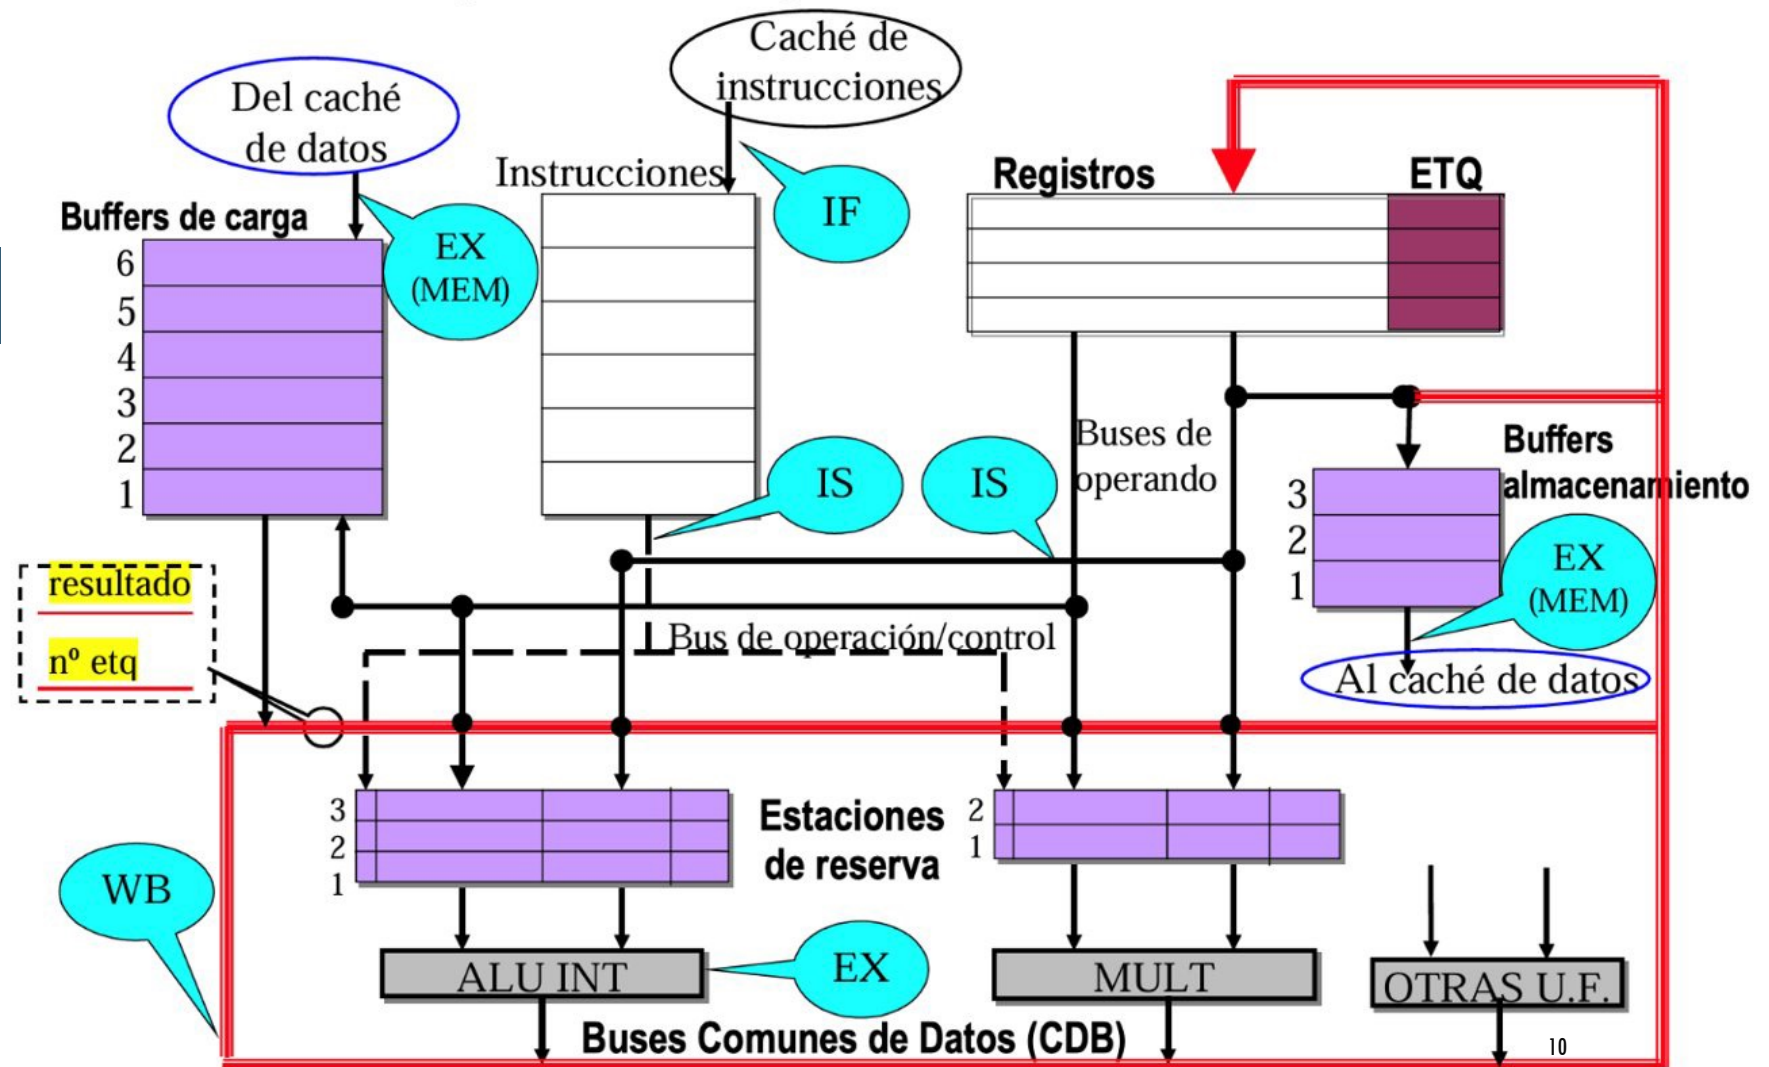 Caché de
instrucciones
Del caché
de datos
Instrucciones
IF
Registros
ETQ
Buffers de carga
EX
(MEM)
6
5
4
3
2
1
IS
IS
Buses de
operando
Buffers
almacenamiento
3
2
1
EX
(MEM)
resultado
nº etq
Bus de operación/control
Al caché de datos
3
2
1
Estaciones
de reserva
2
1
WB
ALU INT
EX
MULT
OTRAS U.F.
Buses Comunes de Datos (CDB)
10